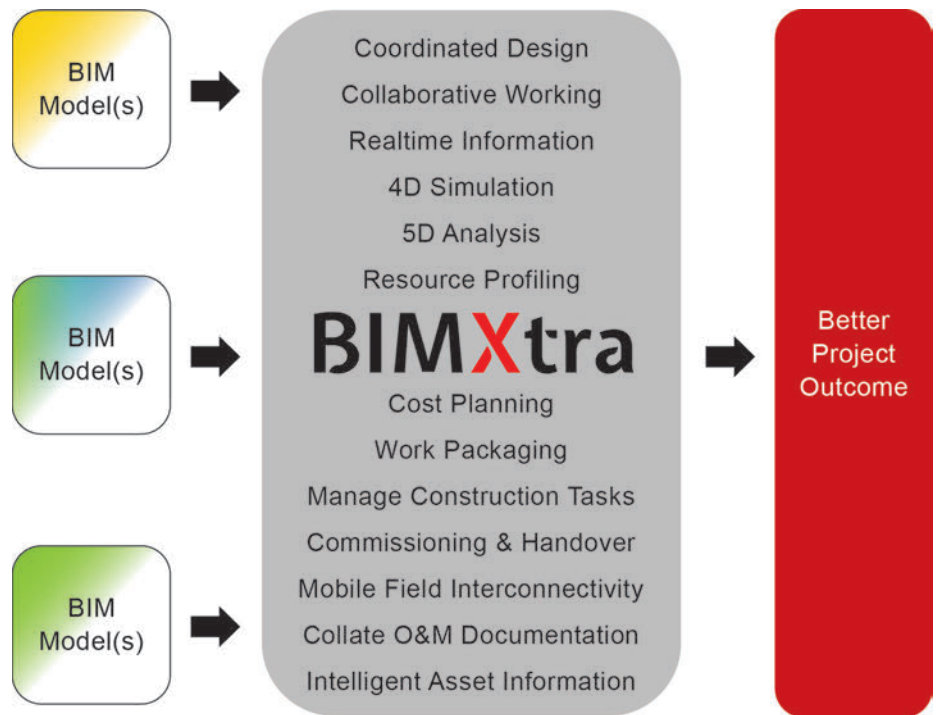 BIM
Model(s)
BIM
Model(s)
BIM
Model(s)
Coordinated Design
Collaborative Working
Realtime Information
4D Simulation
5D Analysis
Resource Profiling
BIMXtra
Cost Planning
Work Packaging
Manage Construction Tasks
Commissioning & Handover
Mobile Field Interconnectivity
Collate O&M Documentation
Intelligent Asset Information
Better
Project
Outcome